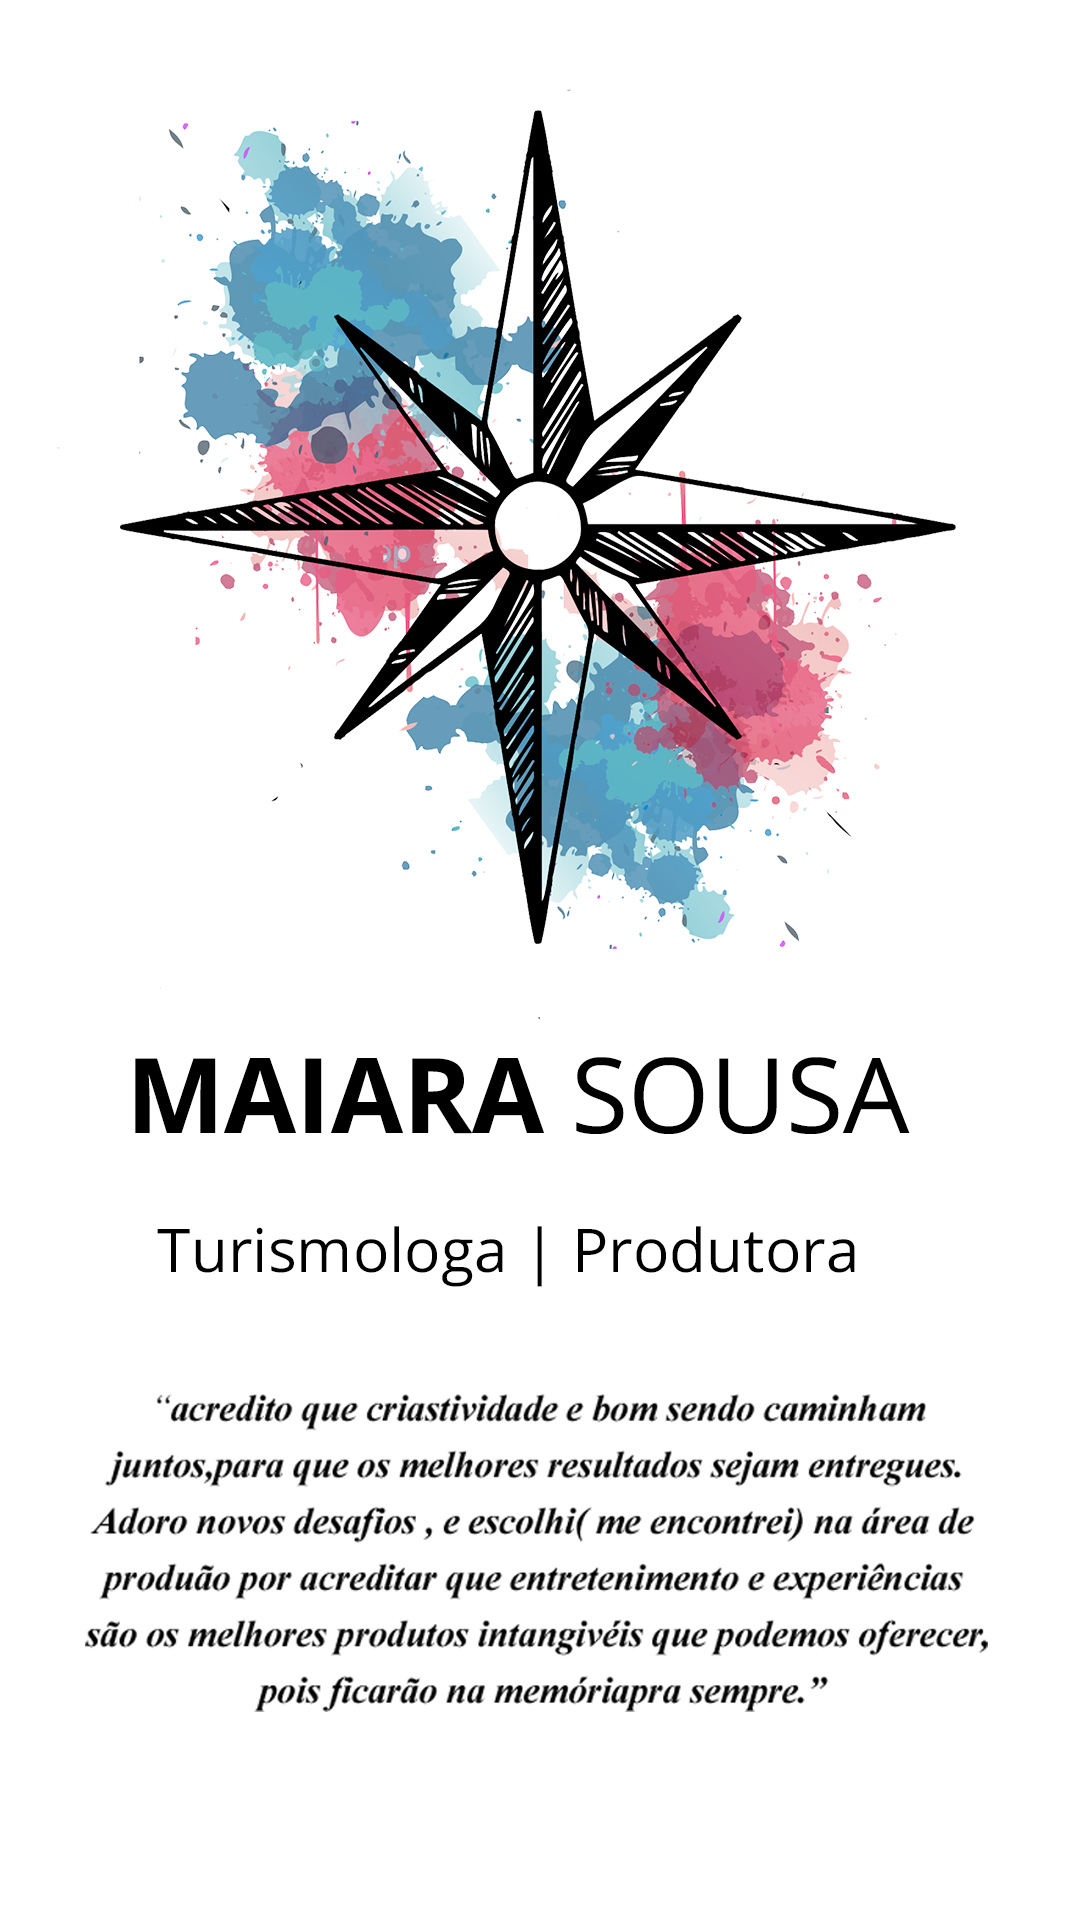 MAIARA SOUSA
Turismologa | Produtora
“acredito que criastividade e bom sendo caminham
juntos,para que os melhores resultados sejam entregues.
Adoro novos desafios , e escolhi( me encontrei) na área de
produão por acreditar que entretenimento e experiências
são os melhores produtos intangivéis que podemos oferecer,
pois ficarão na memóriapra sempre.”